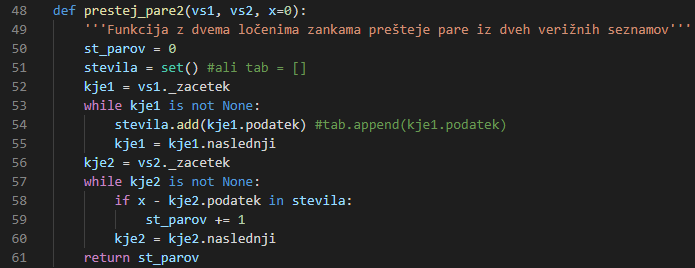 48 def prestej_pare2(vs1, vs2, x=0):
49     '''Funkcija z dvema ločenima zankama prešteje pare iz dveh verižnih seznamov'''
50     st_parov = 0
51     stevila = set() #ali tab = []
52     kje1 = vs1._zacetek
53     while kje1 is not None:
54         stevila.add(kje1.podatek) #tab.append(kje1.podatek)
55         kje1 = kje1.naslednji
56     kje2 = vs2._zacetek
57     while kje2 is not None:
58         if x - kje2.podatek in stevila:
59             st_parov += 1
60         kje2 = kje2.naslednji
61     return st_parov